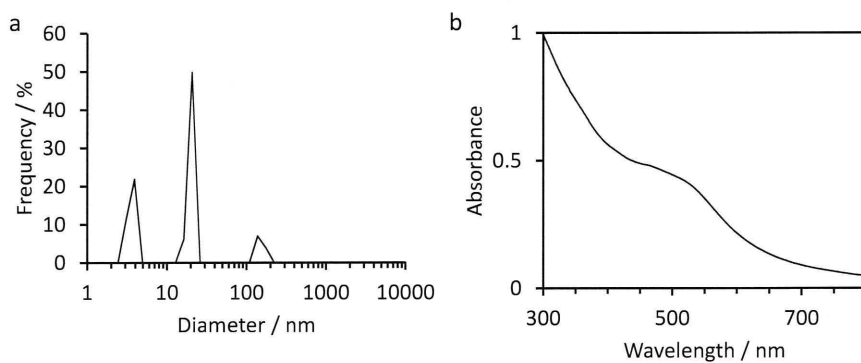 a
Frequency / %
60
50
40
30
20
10
0
1 10 100 1000 10000
Diameter / nm
b
Absorbance
1
0.5
0
300 500 700
Wavelength / nm